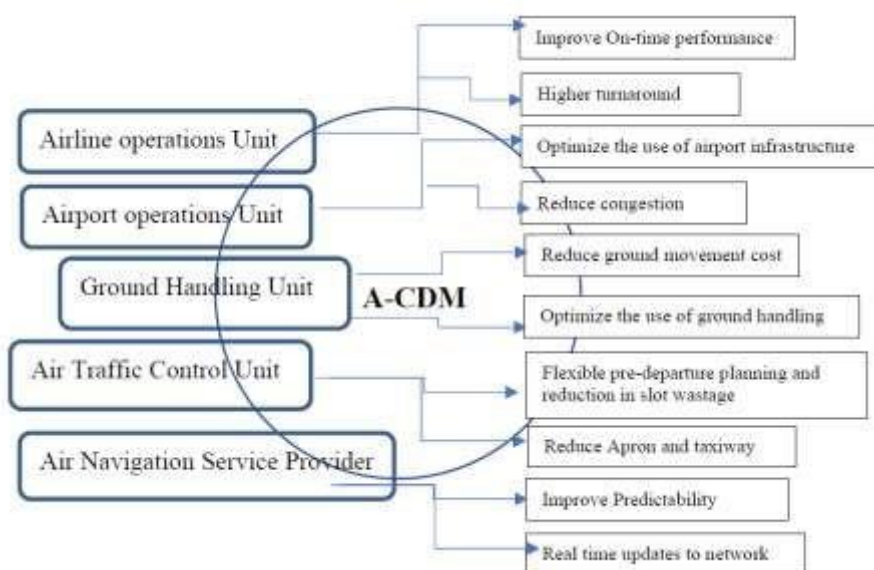 Airline operations Unit
Airport operations Unit
Ground Handling Unit
Air Traffic Control Unit
Air Navigation Service Provider
A-CDM
Improve On-time performance
Higher turnaround
Optimize the use of airport infrastructure
Reduce congestion
Reduce ground movement cost
Optimize the use of ground handling
Flexible pre-departure planning and
reduction in slot wastage
Reduce Apron and taxiway
Improve Predictability
Real time updates to network